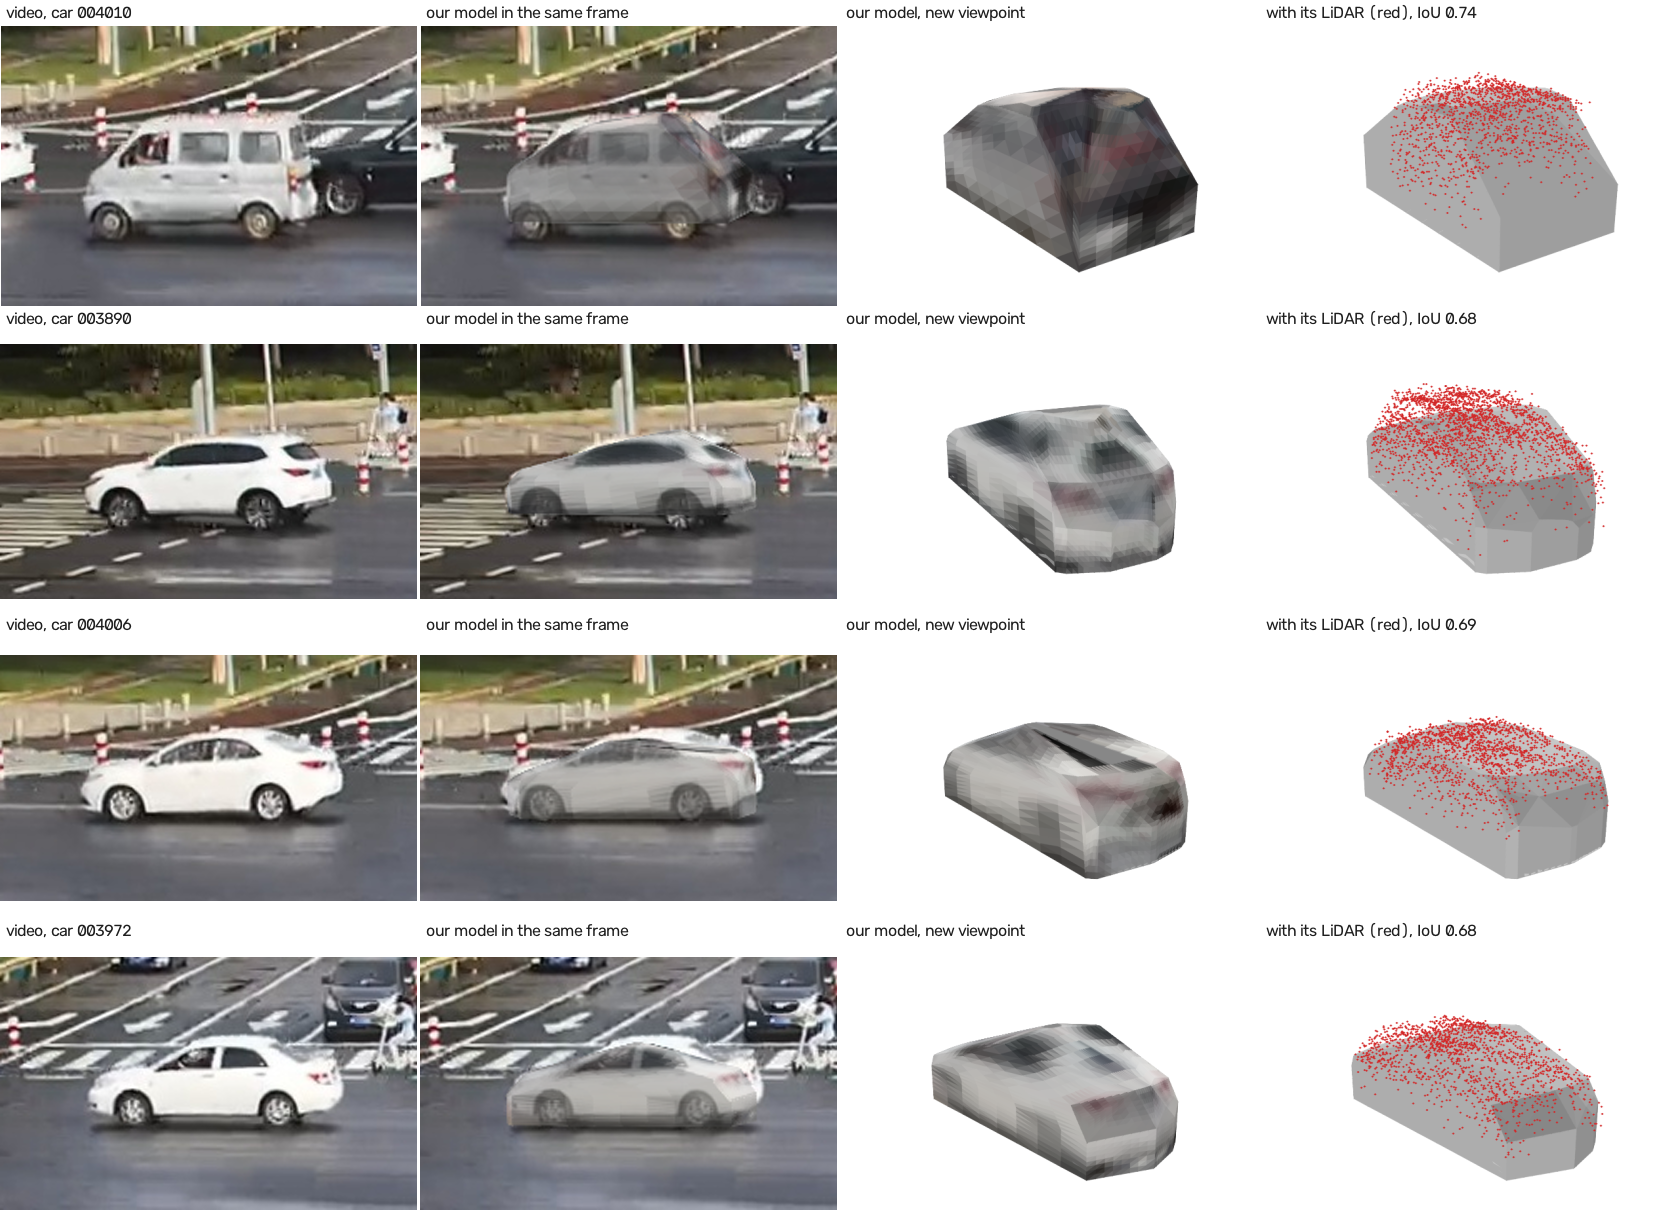 video, car 004010 our model in the same frame our model, new viewpoint with its LiDAR (red), IoU 0.74
video, car 003890 our model in the same frame our model, new viewpoint with its LiDAR (red), IoU 0.68
video, car 004006 our model in the same frame our model, new viewpoint with its LiDAR (red), IoU 0.69
video, car 003972 our model in the same frame our model, new viewpoint with its LiDAR (red), IoU 0.68